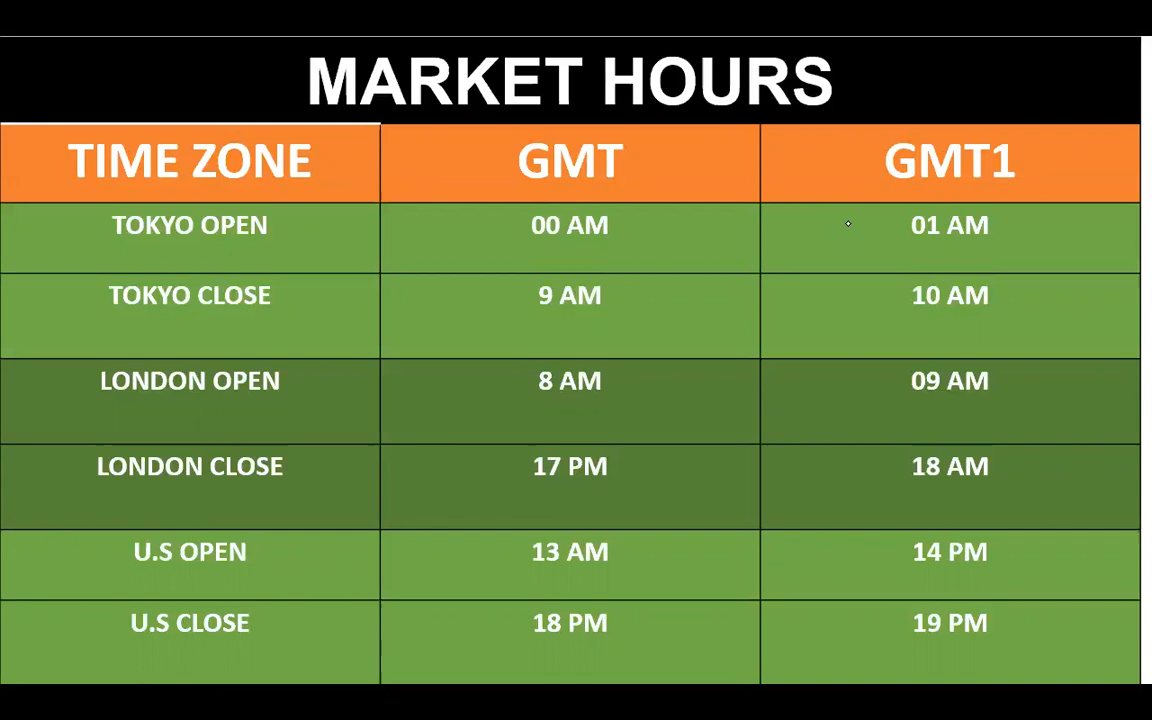 MARKET HOURS
TIME ZONE GMT GMT1
TOKYO OPEN 00 AM 01 AM
TOKYO CLOSE 9 AM 10 AM
LONDON OPEN 8 AM 09 AM
LONDON CLOSE 17 PM 18 AM
U.S OPEN 13 AM 14 PM
U.S CLOSE 18 PM 19 PM